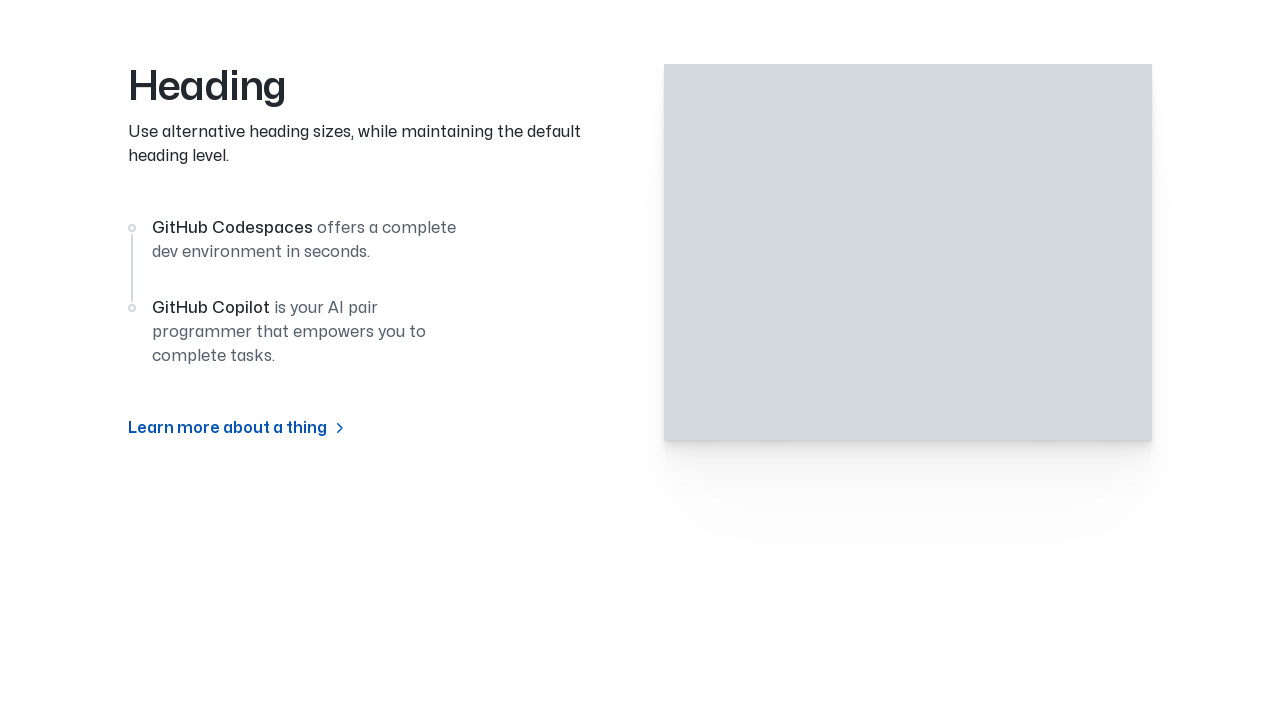 Heading
Use alternative heading sizes, while maintaining the default
heading level.
GitHub Codespaces offers a complete
dev environment in seconds.
GitHub Copilot is your AI pair
programmer that empowers you to
complete tasks.
Learn more about a thing